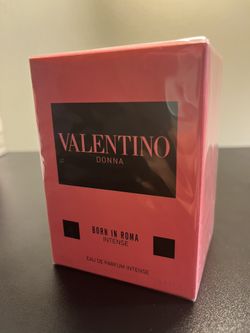 VALENTINO
DONNA
BORN IN ROMA
INTENSE
EAU DE PARFUM INTENSE